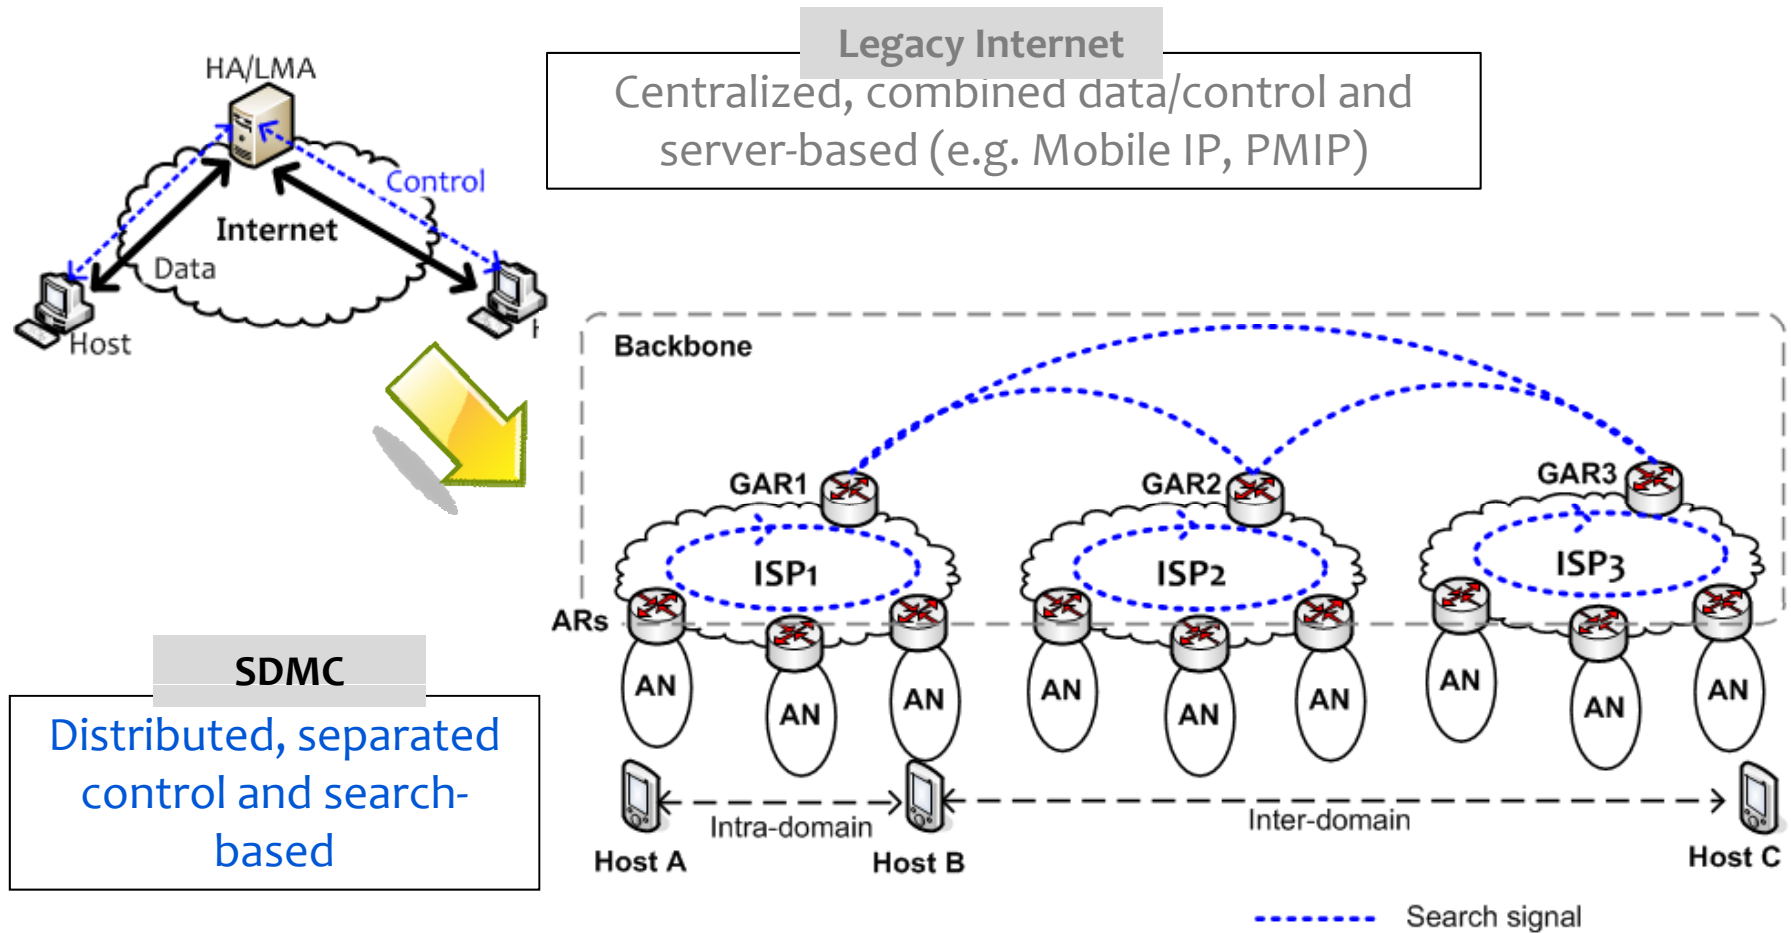 Legacy Internet
Centralized, combined data/control and
server-based (e.g. Mobile IP, PMIP)
HA/LMA
Control
Internet
Data
Host
Backbone
GAR1
GAR2
GAR3
ISP1
ISP2
ISP3
ARs
AN
AN
AN
AN
AN
AN
AN
AN
AN
SDMC
Distributed, separated
control and search-
based
Intra-domain
Inter-domain
Host A
Host B
Host C
Search signal